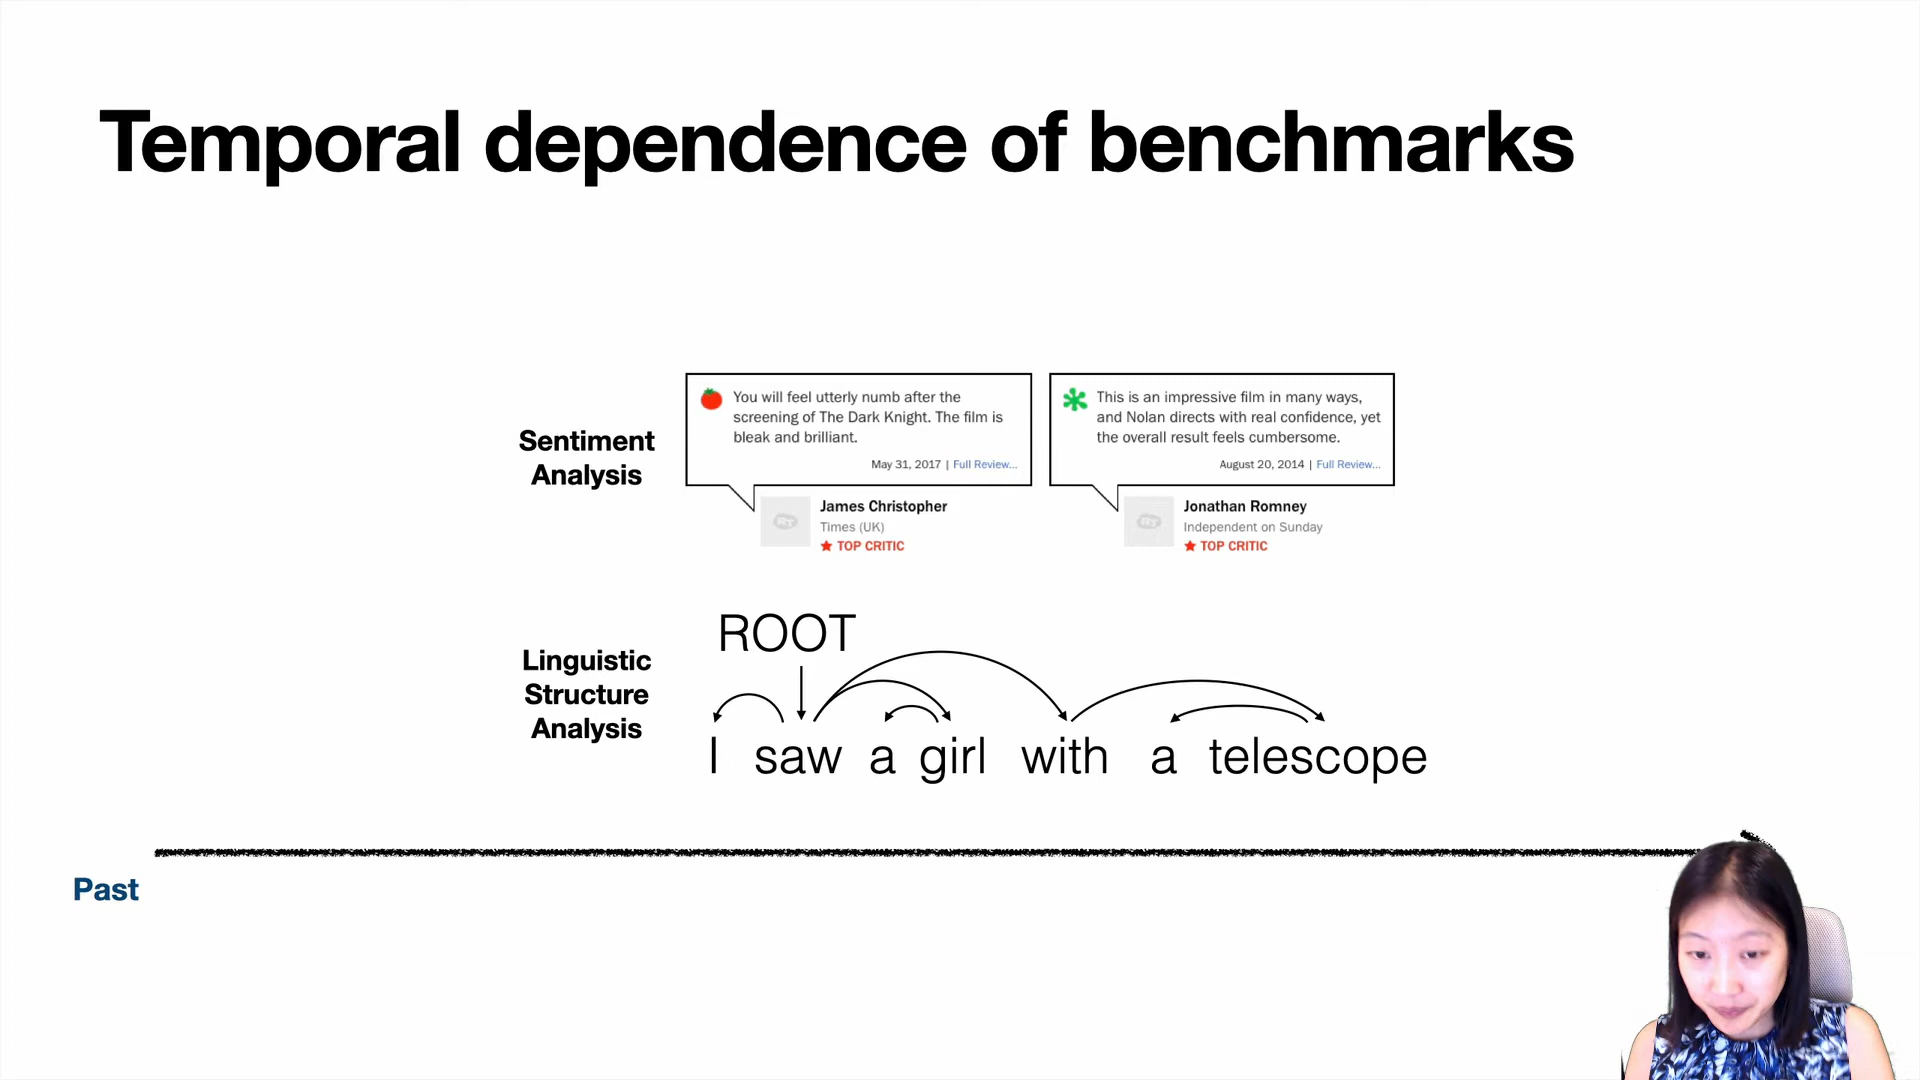 Temporal dependence of benchmarks
Sentiment
Analysis
You will feel utterly numb after the
screening of The Dark Knight. The film is
bleak and brilliant.
May 31, 2017 | Full Review...
James Christopher
Times (UK)
TOP CRITIC
This is an impressive film in many ways,
and Nolan directs with real confidence, yet
the overall result feels cumbersome.
August 20, 2014 | Full Review...
Jonathan Romney
Independent on Sunday
TOP CRITIC
Linguistic
Structure
Analysis
ROOT
I saw a girl with a telescope
Past
RT
RT